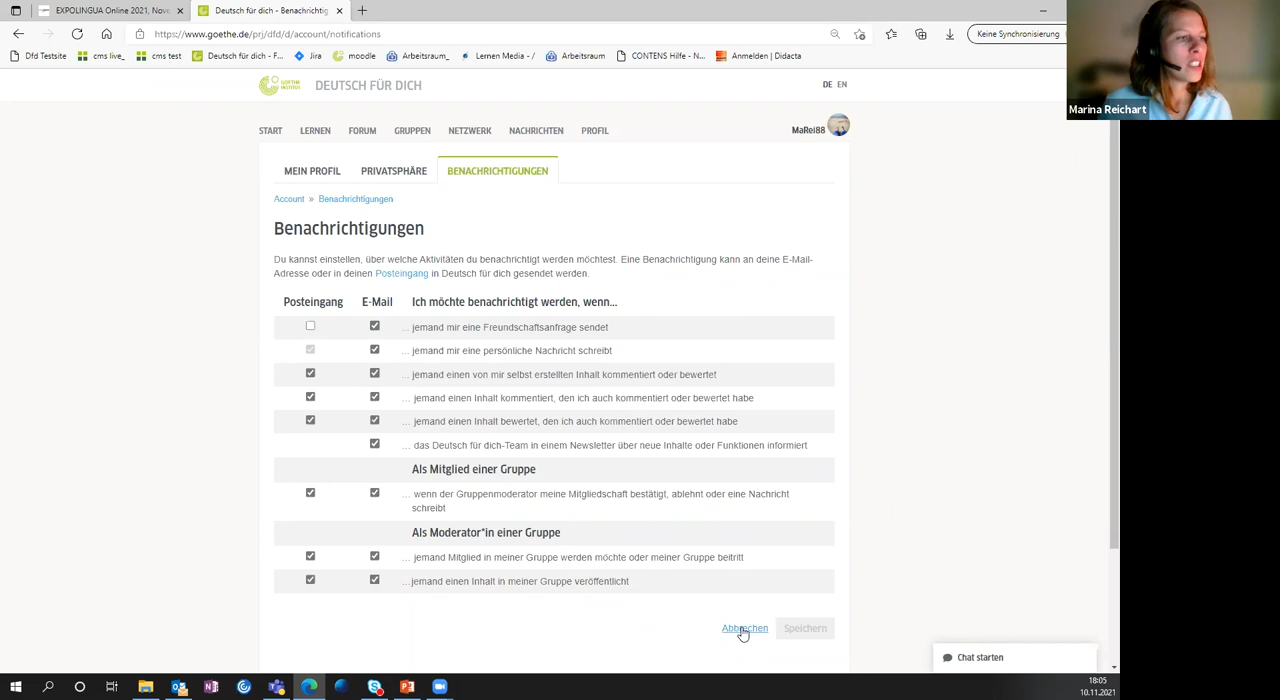 EXPOLINGUA Online 2021, Nove
Deutsch für dich - Benachrichtig
https://www.goethe.de/prj/dfd/d/account/notifications
Keine Synchronisierung
Dfd Testsite
cms live_
cms test
Deutsch für dich - F...
Jira
moodle
Arbeitsraum_
Lernen Media - /
Arbeitsraum
CONTENS Hilfe - N...
Anmelden | Didacta
Marina Reichart
GOETHE INSTITUT
DEUTSCH FÜR DICH
DE EN
START LERNEN FORUM GRUPPEN NETZWERK NACHRICHTEN PROFIL
MaRei88
MEIN PROFIL PRIVATSPHÄRE BENACHRICHTIGUNGEN
Account » Benachrichtigungen
Benachrichtigungen
Du kannst einstellen, über welche Aktivitäten du benachrichtigt werden möchtest. Eine Benachrichtigung kann an deine E-Mail-
Adresse oder in deinen Posteingang in Deutsch für dich gesendet werden.
Posteingang E-Mail Ich möchte benachrichtigt werden, wenn...
... jemand mir eine Freundschaftsanfrage sendet
... jemand mir eine persönliche Nachricht schreibt
... jemand einen von mir selbst erstellten Inhalt kommentiert oder bewertet
... jemand einen Inhalt kommentiert, den ich auch kommentiert oder bewertet habe
... jemand einen Inhalt bewertet, den ich auch kommentiert oder bewertet habe
... das Deutsch für dich-Team in einem Newsletter über neue Inhalte oder Funktionen informiert
Als Mitglied einer Gruppe
... wenn der Gruppenmoderator meine Mitgliedschaft bestätigt, ablehnt oder eine Nachricht
schreibt
Als Moderator*in einer Gruppe
... jemand Mitglied in meiner Gruppe werden möchte oder meiner Gruppe beitritt
...jemand einen Inhalt in meiner Gruppe veröffentlicht
Abbrechen Speichern
Chat starten
18:05
10.11.2021